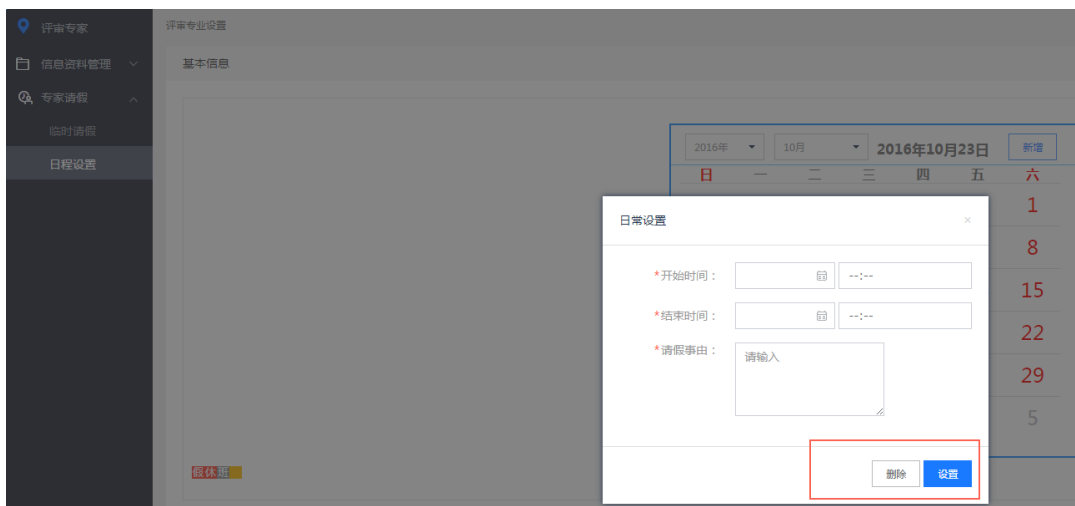 评审专家
信息资料管理
专家请假
临时请假
日程设置
评审专业设置
基本信息
2016年 10月 2016年10月23日 新增
日 一 二 三 四 五 六
1
8
15
22
29
5
日常设置 ×
*开始时间： --:--
*结束时间： --:--
*请假事由： 请输入
删除 设置
假休班